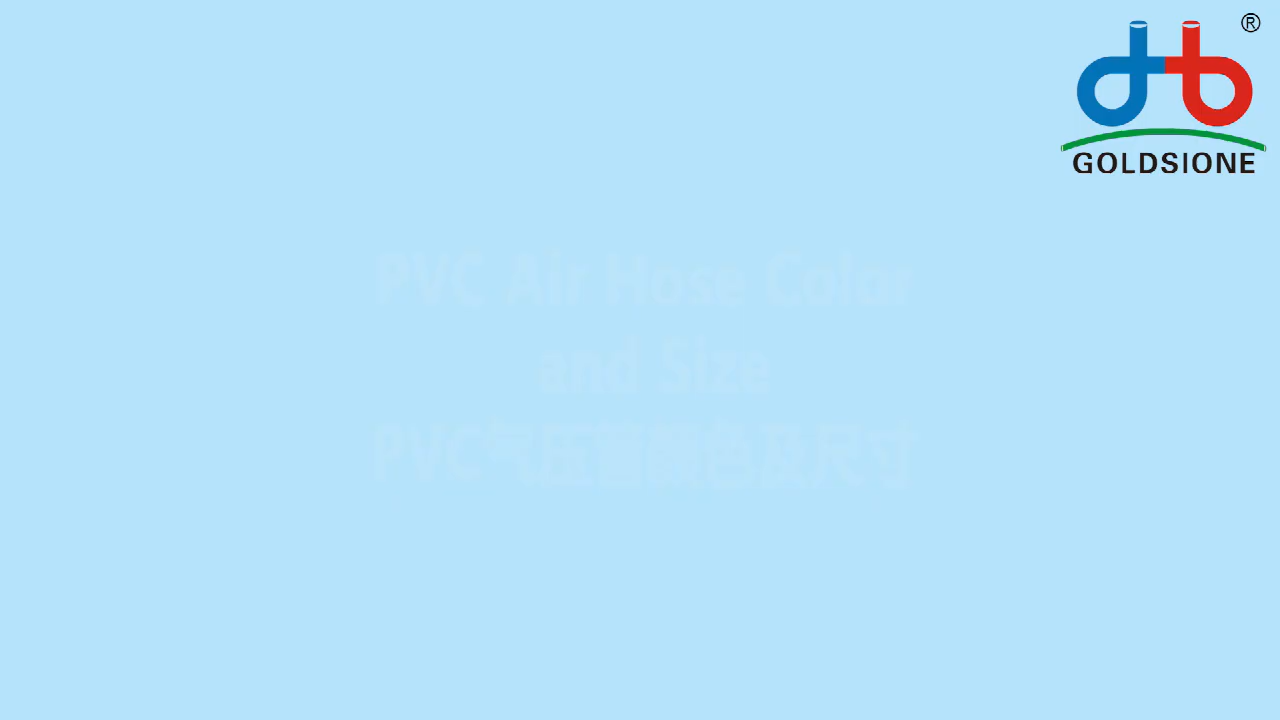 ®
GOLDSIONE
PVC Air Hose Color
and Size
PVC气压管颜色及尺寸